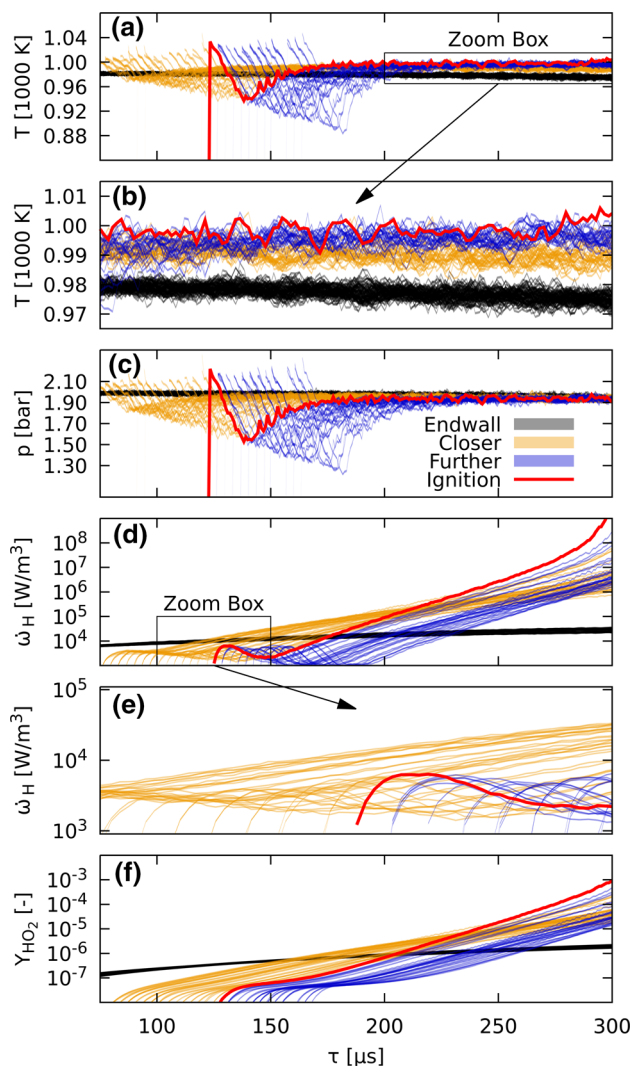 (a)
T [1000 K]
1.04
1.00
0.96
0.92
0.88
Zoom Box
(b)
T [1000 K]
1.01
1.00
0.99
0.98
0.97
(c)
p [bar]
2.10
1.90
1.70
1.50
1.30
Endwall
Closer
Further
Ignition
(d)
ω̇H [W/m³]
10⁸
10⁷
10⁶
10⁵
10⁴
Zoom Box
(e)
ω̇H [W/m³]
10⁵
10⁴
10³
(f)
YHO₂ [-]
10⁻³
10⁻⁴
10⁻⁵
10⁻⁶
10⁻⁷
100 150 200 250 300
τ [µs]